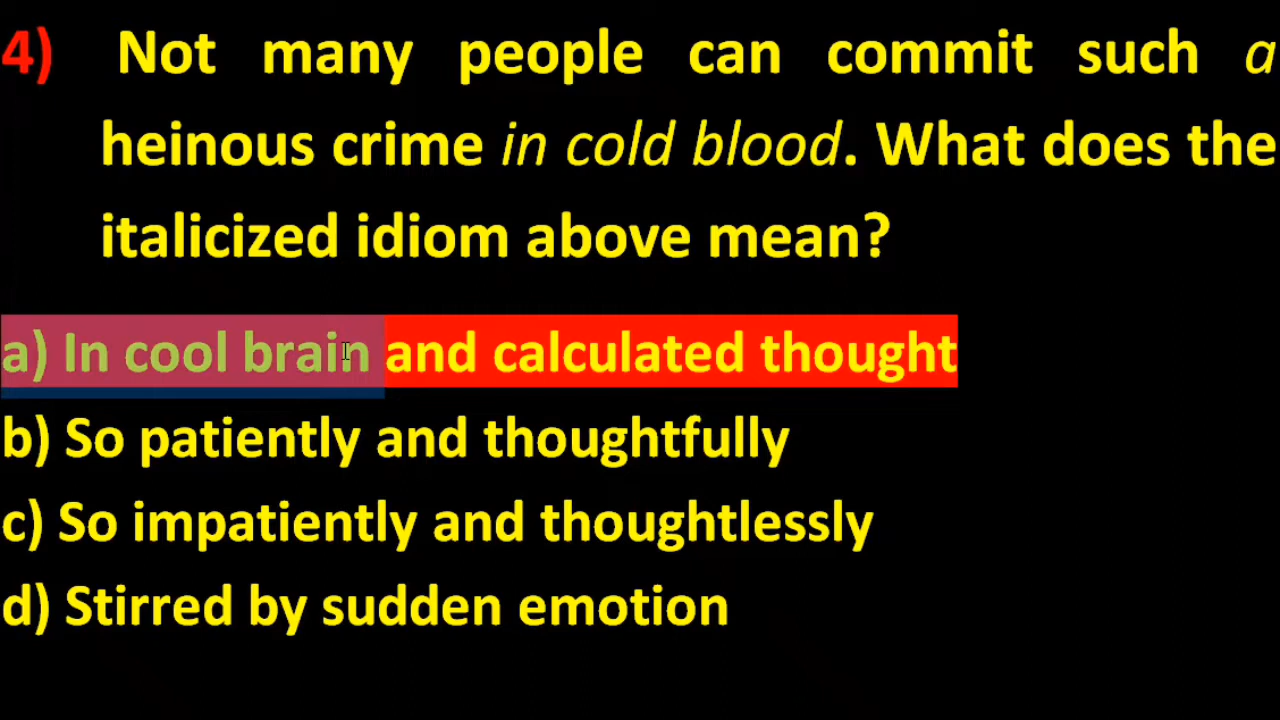 4) Not many people can commit such a
heinous crime in cold blood. What does the
italicized idiom above mean?
a) In cool brain and calculated thought
b) So patiently and thoughtfully
c) So impatiently and thoughtlessly
d) Stirred by sudden emotion